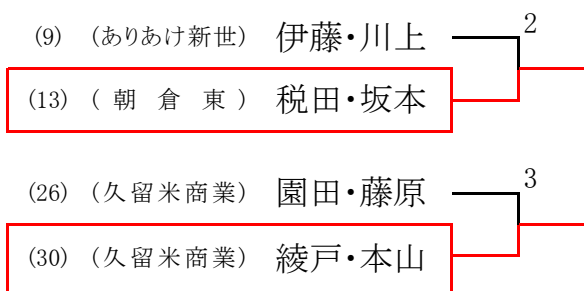 (9) (ありあけ新世) 伊藤・川上 2
(13) (朝倉東) 税田・坂本
(26) (久留米商業) 園田・藤原 3
(30) (久留米商業) 綾戸・本山